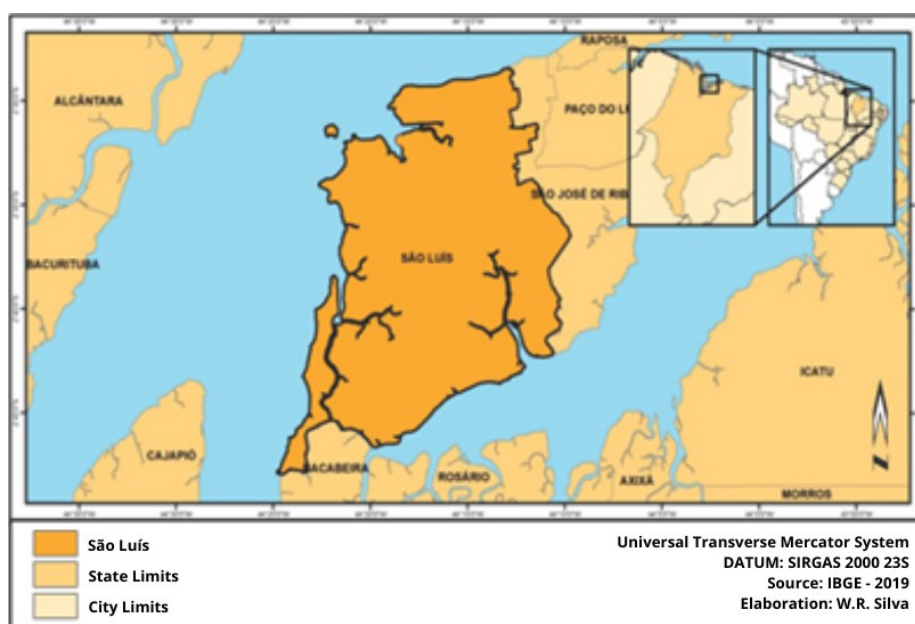 RAPOSA
ALCÂNTARA
PAÇO DO
SÃO JOSÉ DE RIB
SÃO LUÍS
BACURITUBA
ICATU
CAJAPIÓ
BACABEIRA
ROSÁRIO
AXIXÁ
MORROS
São Luís
State Limits
City Limits
Universal Transverse Mercator System
DATUM: SIRGAS 2000 23S
Source: IBGE - 2019
Elaboration: W.R. Silva